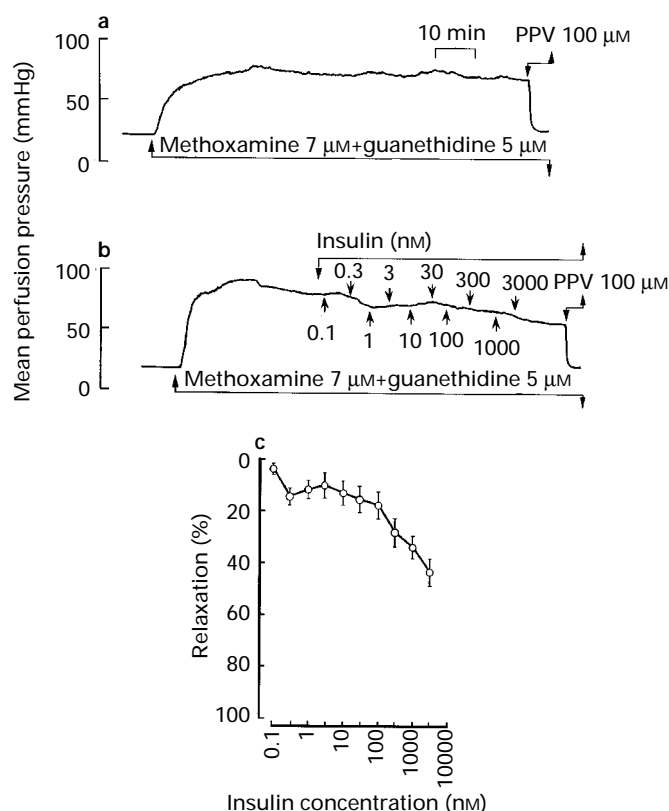 a
10 min
PPV 100 µM
100
50
0
Methoxamine 7 µM+guanethidine 5 µM
Mean perfusion pressure (mmHg)
b
Insulin (nM)
0.3 3 30 300 3000
PPV 100 µM
100
50
0
0.1 1 10 100 1000
Methoxamine 7 µM+guanethidine 5 µM
c
0
20
40
60
80
100
Relaxation (%)
0.1 1 10 100 1000 10000
Insulin concentration (nM)